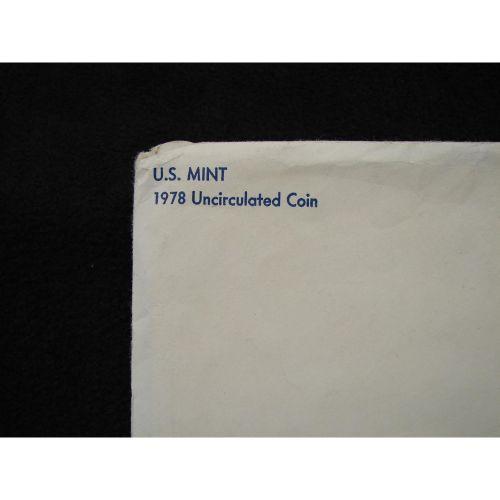 U.S. MINT
1978 Uncirculated Coin